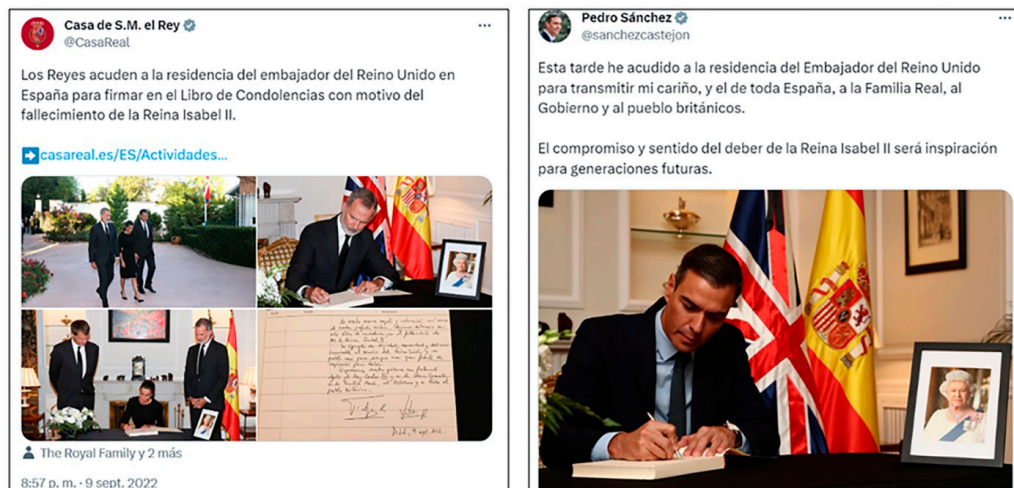 Casa de S.M. el Rey
@CasaReal
Los Reyes acuden a la residencia del embajador del Reino Unido en
España para firmar en el Libro de Condolencias con motivo del
fallecimiento de la Reina Isabel II.
casareal.es/ES/Actividades...
The Royal Family y 2 más
8:57 p. m. · 9 sept. 2022
Pedro Sánchez
@sanchezcastejon
Esta tarde he acudido a la residencia del Embajador del Reino Unido
para transmitir mi cariño, y el de toda España, a la Familia Real, al
Gobierno y al pueblo británicos.
El compromiso y sentido del deber de la Reina Isabel II será inspiración
para generaciones futuras.